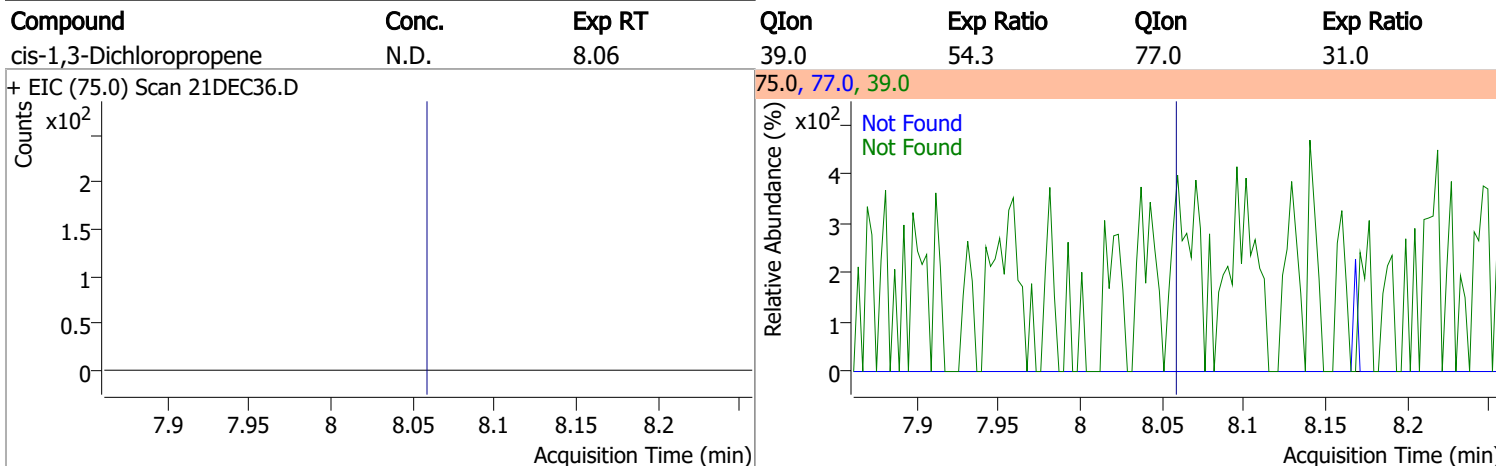 Compound Conc. Exp RT QIon Exp Ratio QIon Exp Ratio
cis-1,3-Dichloropropene N.D. 8.06 39.0 54.3 77.0 31.0
+ EIC (75.0) Scan 21DEC36.D
Counts
x10²
2
1.5
1
0.5
0
7.9 7.95 8 8.05 8.1 8.15 8.2
Acquisition Time (min)
75.0, 77.0, 39.0
Relative Abundance (%)
x10²
Not Found
Not Found
4
3
2
1
0
7.9 7.95 8 8.05 8.1 8.15 8.2
Acquisition Time (min)